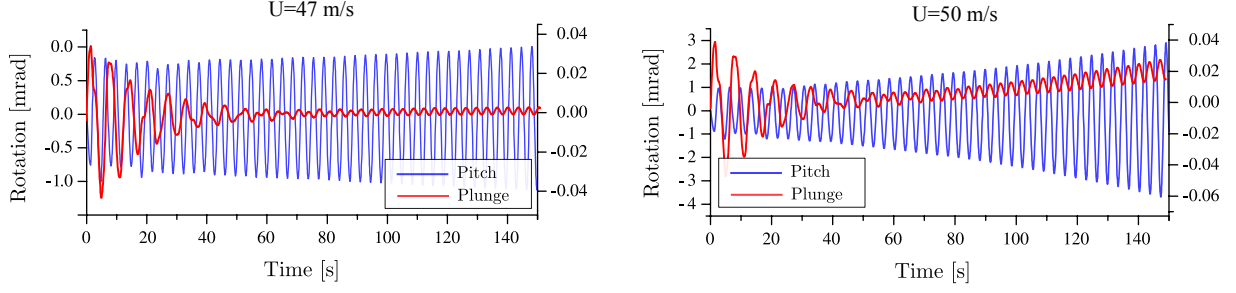 U=47 m/s
Rotation [mrad]
0.0
0.5
0.0
-0.5
-1.0
0.04
0.02
0.00
-0.02
-0.04
Pitch
Plunge
0 20 40 60 80 100 120 140
Time [s]
U=50 m/s
Rotation [mrad]
3
2
1
0
-1
-2
-3
-4
0.04
0.02
0.00
-0.02
-0.04
-0.06
Pitch
Plunge
0 20 40 60 80 100 120 140
Time [s]